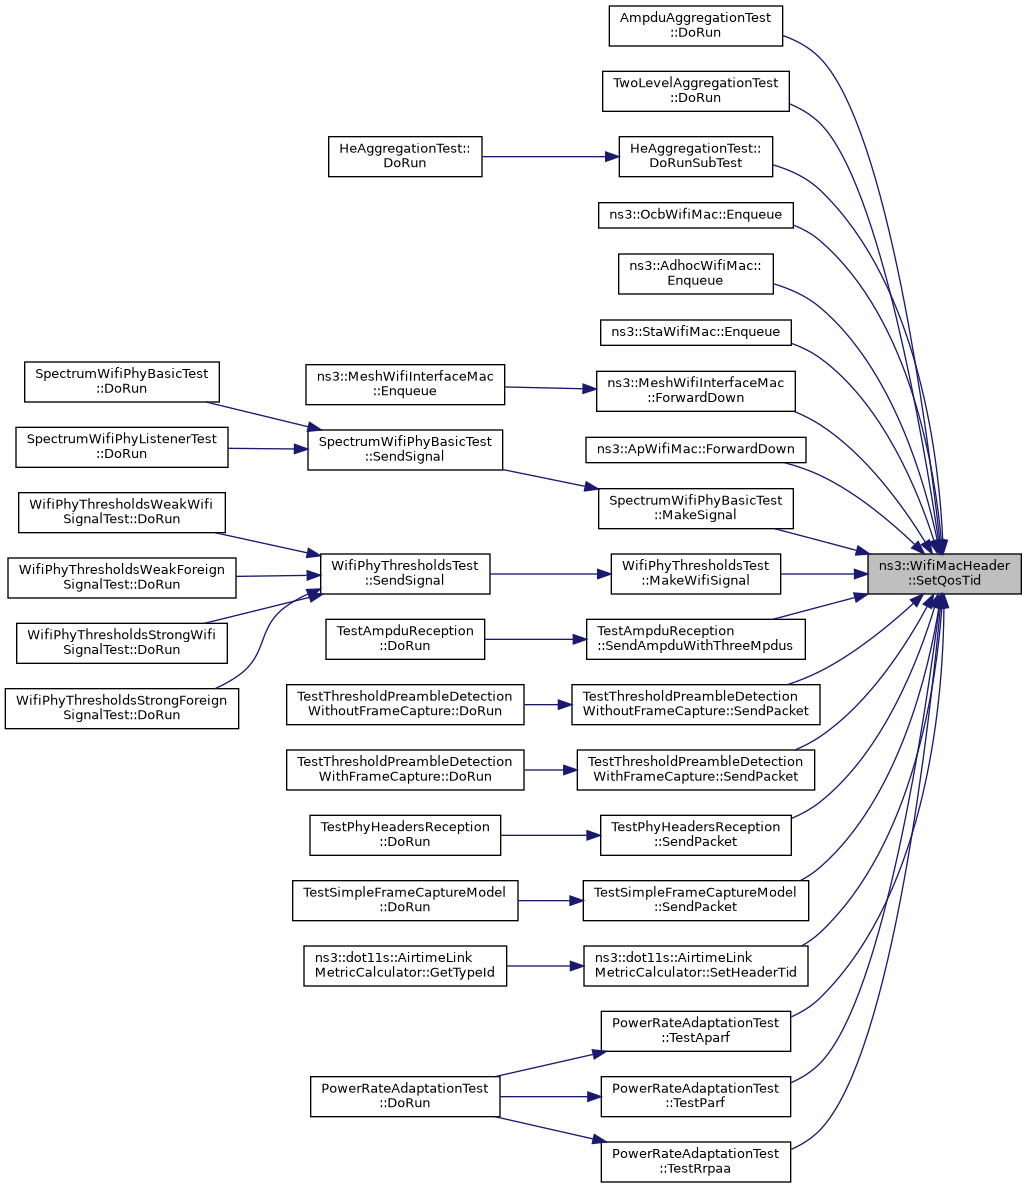 AmpduAggregationTest
::DoRun
TwoLevelAggregationTest
::DoRun
HeAggregationTest::
DoRun
HeAggregationTest::
DoRunSubTest
ns3::OcbWifiMac::Enqueue
ns3::AdhocWifiMac::
Enqueue
ns3::StaWifiMac::Enqueue
SpectrumWifiPhyBasicTest
::DoRun
ns3::MeshWifiInterfaceMac
::Enqueue
ns3::MeshWifiInterfaceMac
::ForwardDown
SpectrumWifiPhyListenerTest
::DoRun
SpectrumWifiPhyBasicTest
::SendSignal
ns3::ApWifiMac::ForwardDown
WifiPhyThresholdsWeakWifi
SignalTest::DoRun
SpectrumWifiPhyBasicTest
::MakeSignal
WifiPhyThresholdsWeakForeign
SignalTest::DoRun
WifiPhyThresholdsTest
::SendSignal
WifiPhyThresholdsTest
::MakeWifiSignal
ns3::WifiMacHeader
::SetQosTid
WifiPhyThresholdsStrongWifi
SignalTest::DoRun
TestAmpduReception
::DoRun
TestAmpduReception
::SendAmpduWithThreeMpdus
WifiPhyThresholdsStrongForeign
SignalTest::DoRun
TestThresholdPreambleDetection
WithoutFrameCapture::DoRun
TestThresholdPreambleDetection
WithoutFrameCapture::SendPacket
TestThresholdPreambleDetection
WithFrameCapture::DoRun
TestThresholdPreambleDetection
WithFrameCapture::SendPacket
TestPhyHeadersReception
::DoRun
TestPhyHeadersReception
::SendPacket
TestSimpleFrameCaptureModel
::DoRun
TestSimpleFrameCaptureModel
::SendPacket
ns3::dot11s::AirtimeLink
MetricCalculator::GetTypeId
ns3::dot11s::AirtimeLink
MetricCalculator::SetHeaderTid
PowerRateAdaptationTest
::TestAparf
PowerRateAdaptationTest
::DoRun
PowerRateAdaptationTest
::TestParf
PowerRateAdaptationTest
::TestRrpaa